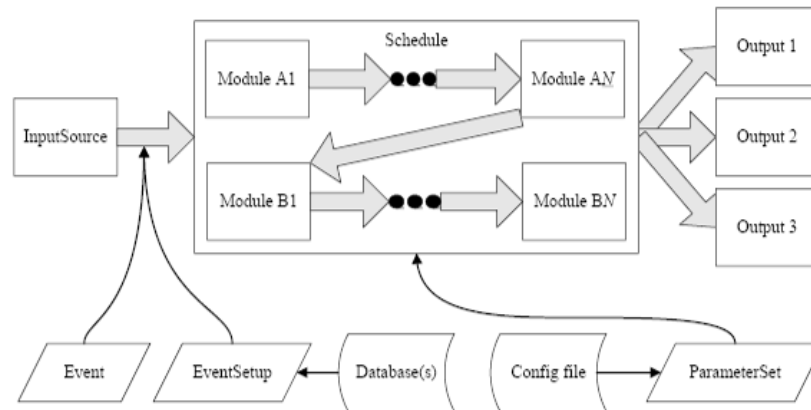 Schedule
Output 1
Module A1
Module AN
InputSource
Output 2
Module B1
Module BN
Output 3
Event
EventSetup
Database(s)
Config file
ParameterSet